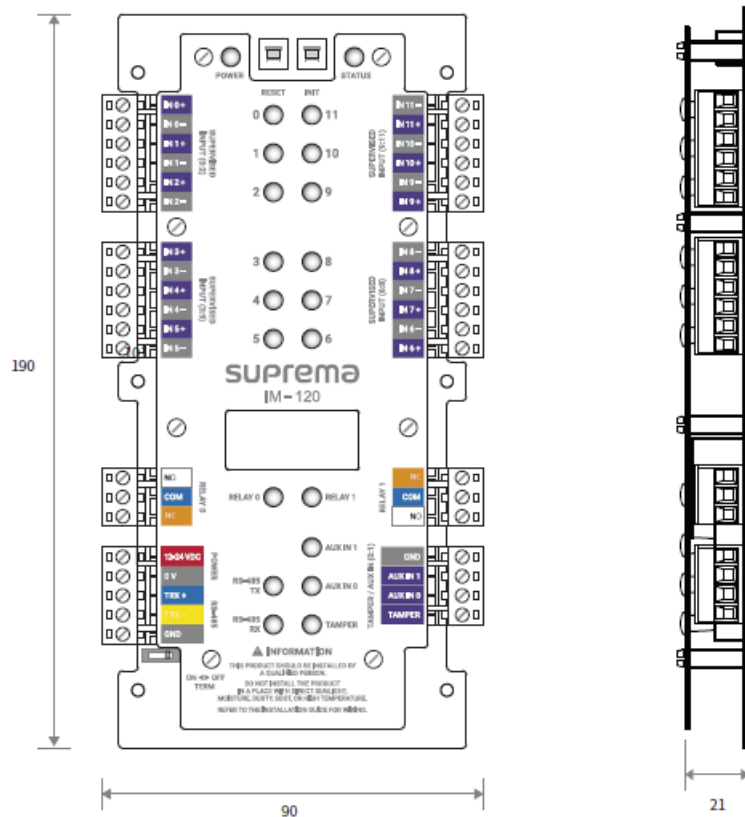 POWER
STATUS
RESET INIT
0 11
1 10
2 9
3 8
4 7
5 6
IN 0+
IN 0-
IN 1+
IN 1-
IN 2+
IN 2-
SUPERVISED
INPUT (0:2)
IN 11-
IN 11+
IN 10-
IN 10+
IN 9-
IN 9+
SUPERVISED
INPUT (9:11)
IN 3+
IN 3-
IN 4+
IN 4-
IN 5+
IN 5-
SUPERVISED
INPUT (3:5)
IN 8-
IN 8+
IN 7-
IN 7+
IN 6-
IN 6+
SUPERVISED
INPUT (6:8)
190
suprema
IM-120
NO
COM
NC
RELAY 0
RELAY 0 RELAY 1
RELAY 1
NC
COM
NO
12-24 VDC
0 V
TRX +
TRX -
GND
POWER
RS-485
AUX IN 1
RS-485
TX
AUX IN 0
RS-485
RX
TAMPER
TAMPER / AUX IN (0:1)
GND
AUX IN 1
AUX IN 0
TAMPER
ON OFF
TERM
INFORMATION
THIS PRODUCT SHOULD BE INSTALLED BY
A QUALIFIED PERSON.
DO NOT INSTALL THE PRODUCT
IN A PLACE WITH DIRECT SUNLIGHT,
MOISTURE, DUSTY, SOOT, OR HIGH TEMPERATURE.
REFER TO THE INSTALLATION GUIDE FOR WIRING.
90
21